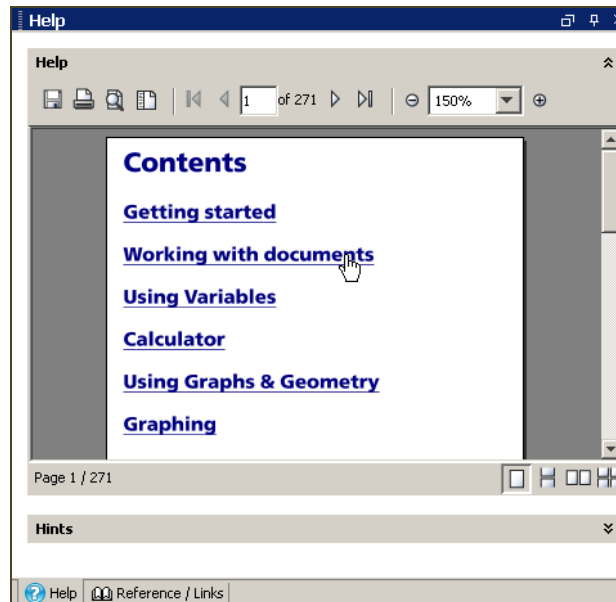 Help
Help
1 of 271 150%
Contents
Getting started
Working with documents
Using Variables
Calculator
Using Graphs & Geometry
Graphing
Page 1 / 271
Hints
Help Reference / Links